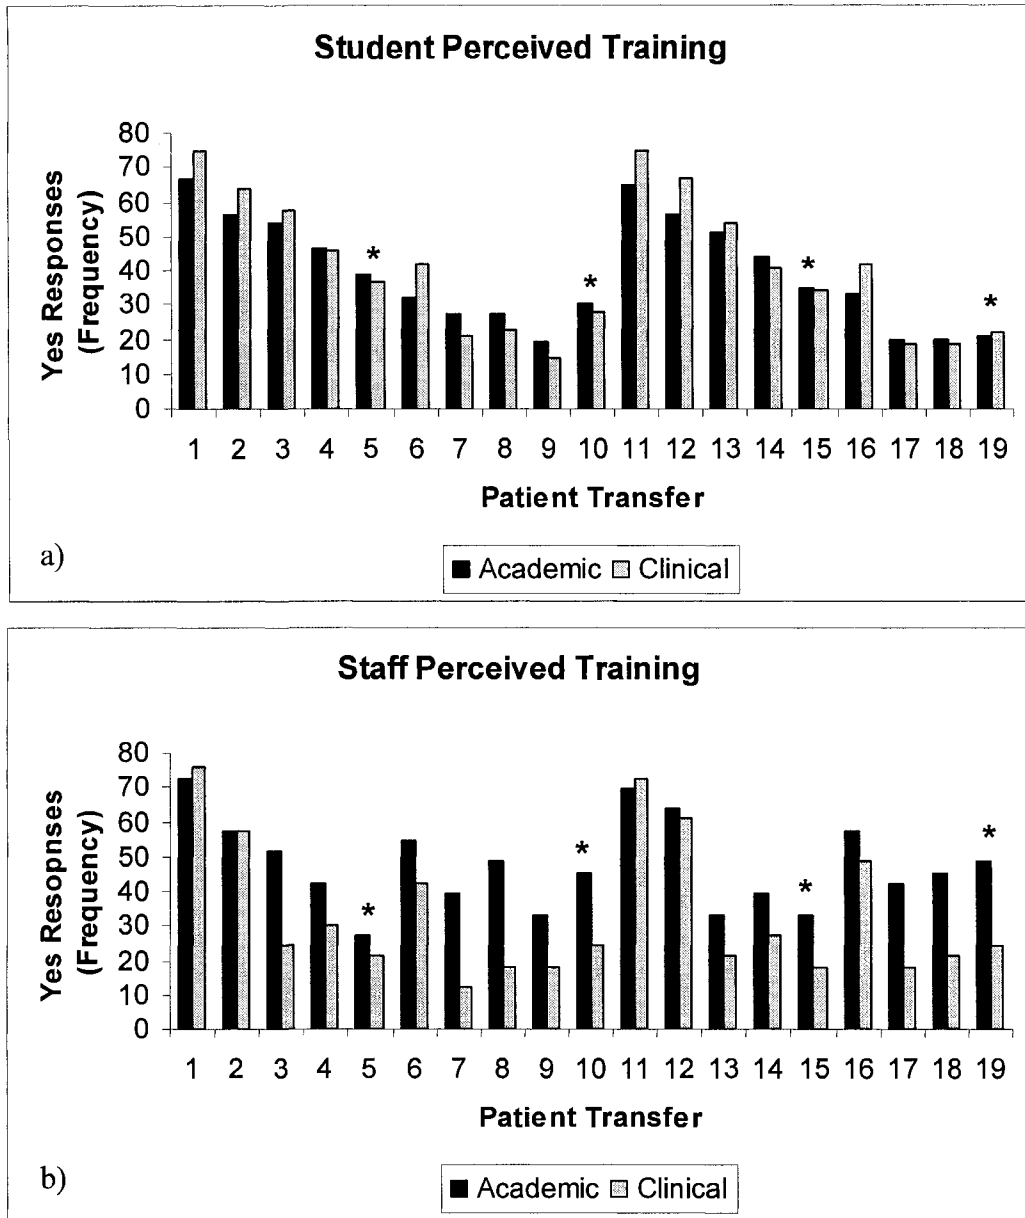 Student Perceived Training
Yes Responses
(Frequency)
80
70
60
50
40
30
20
10
0
* * * *
1 2 3 4 5 6 7 8 9 10 11 12 13 14 15 16 17 18 19
Patient Transfer
a)
Academic Clinical
Staff Perceived Training
Yes Resopnses
(Frequency)
80
70
60
50
40
30
20
10
0
* * * *
1 2 3 4 5 6 7 8 9 10 11 12 13 14 15 16 17 18 19
Patient Transfer
b)
Academic Clinical